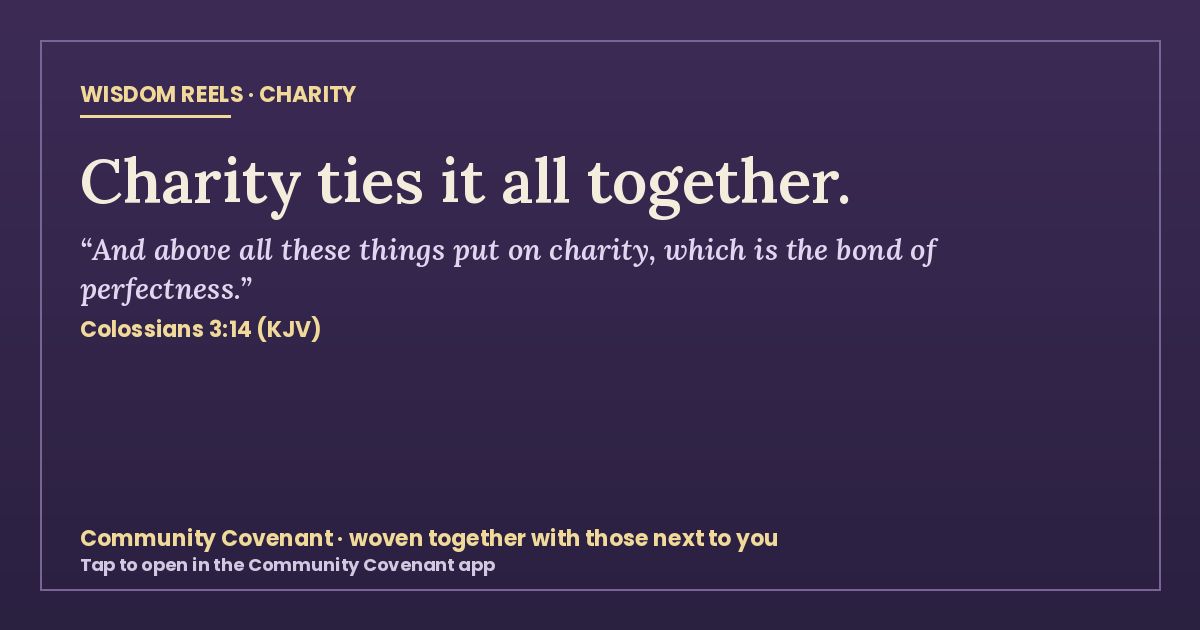 WISDOM REELS · CHARITY
Charity ties it all together.
“And above all these things put on charity, which is the bond of
perfectness.”
Colossians 3:14 (KJV)
Community Covenant · woven together with those next to you
Tap to open in the Community Covenant app